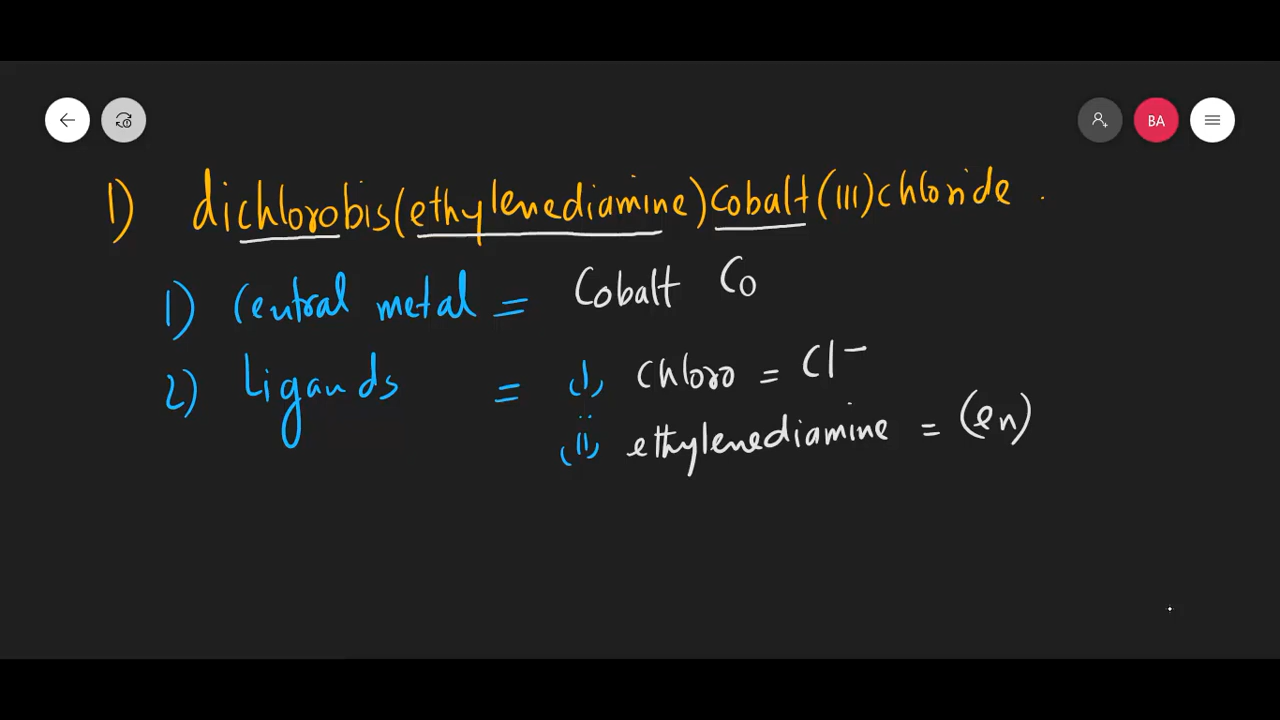 BA
1) dichlorobis(ethylenediamine)cobalt(III)chloride.
1) Central metal = Cobalt Co
2) Ligands = (i) chloro = Cl⁻
(ii) ethylenediamine = (en)